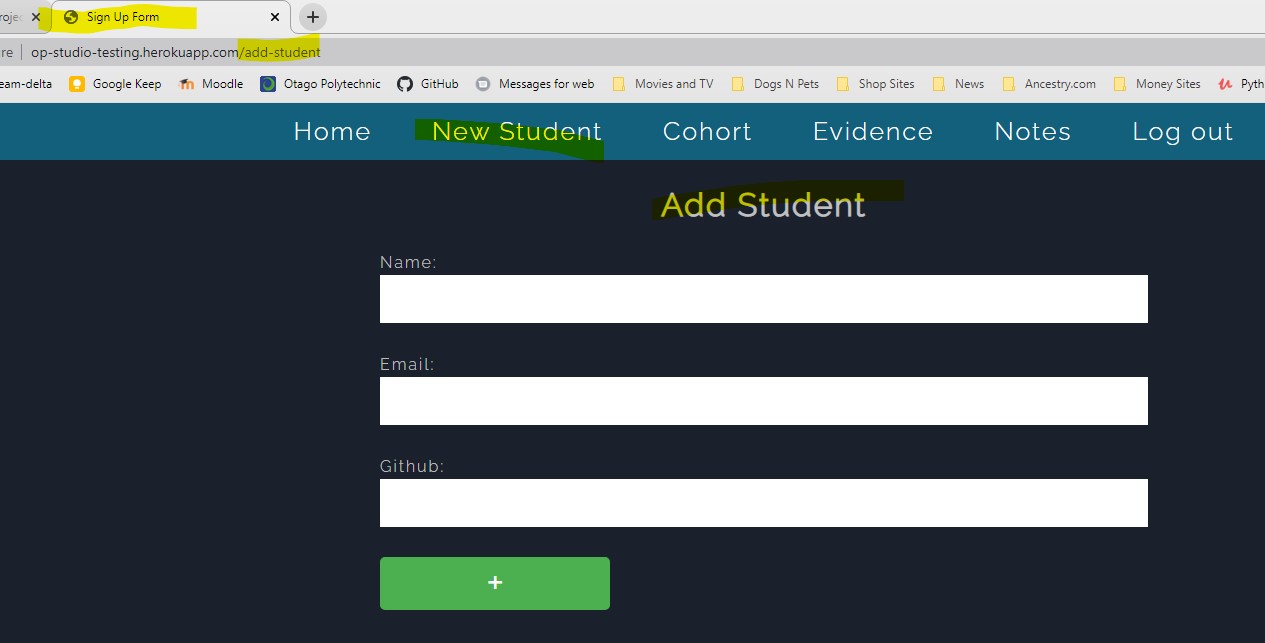 Sign Up Form
op-studio-testing.herokuapp.com/add-student
eam-delta Google Keep Moodle Otago Polytechnic GitHub Messages for web Movies and TV Dogs N Pets Shop Sites News Ancestry.com Money Sites Pyth
Home New Student Cohort Evidence Notes Log out
Add Student
Name:
Email:
Github:
+